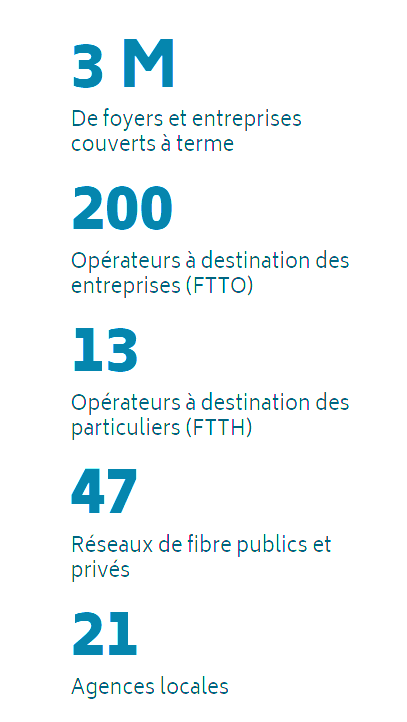 3 M
De foyers et entreprises
couverts à terme
200
Opérateurs à destination des
entreprises (FTTO)
13
Opérateurs à destination des
particuliers (FTTH)
47
Réseaux de fibre publics et
privés
21
Agences locales